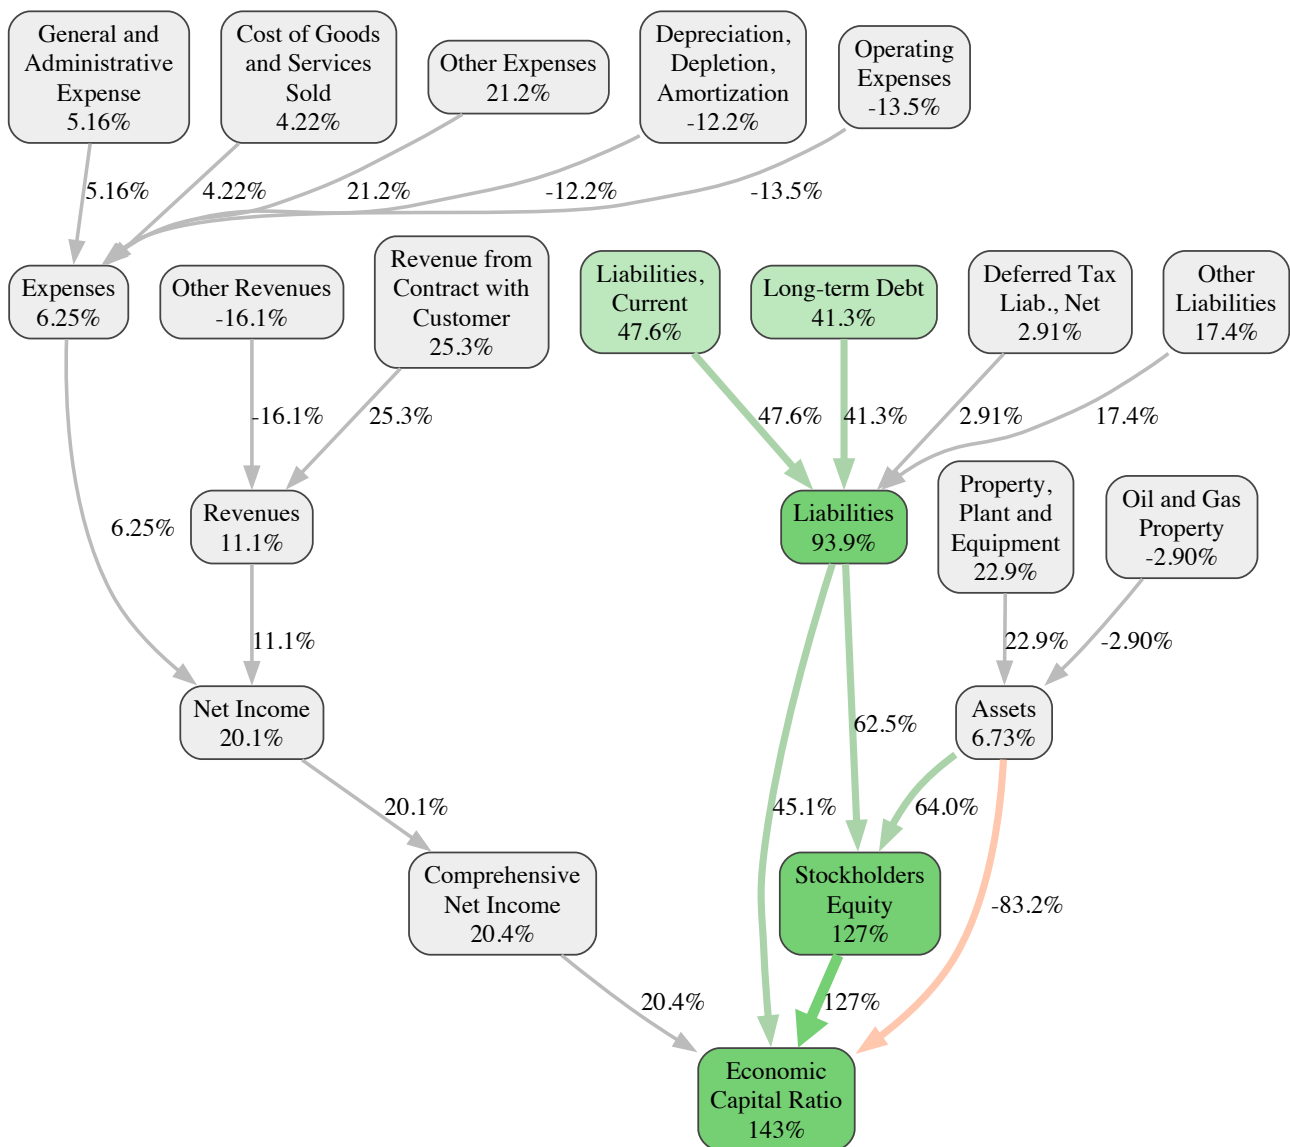 General and
Administrative
Expense
5.16%
Cost of Goods
and Services
Sold
4.22%
Other Expenses
21.2%
Depreciation,
Depletion,
Amortization
-12.2%
Operating
Expenses
-13.5%
5.16%
4.22%
21.2%
-12.2%
-13.5%
Expenses
6.25%
Other Revenues
-16.1%
Revenue from
Contract with
Customer
25.3%
Liabilities,
Current
47.6%
Long-term Debt
41.3%
Deferred Tax
Liab., Net
2.91%
Other
Liabilities
17.4%
-16.1%
25.3%
47.6%
41.3%
2.91%
17.4%
6.25%
Revenues
11.1%
Liabilities
93.9%
Property,
Plant and
Equipment
22.9%
Oil and Gas
Property
-2.90%
11.1%
22.9%
-2.90%
Net Income
20.1%
62.5%
Assets
6.73%
20.1%
45.1%
64.0%
Comprehensive
Net Income
20.4%
Stockholders
Equity
127%
-83.2%
20.4%
127%
Economic
Capital Ratio
143%